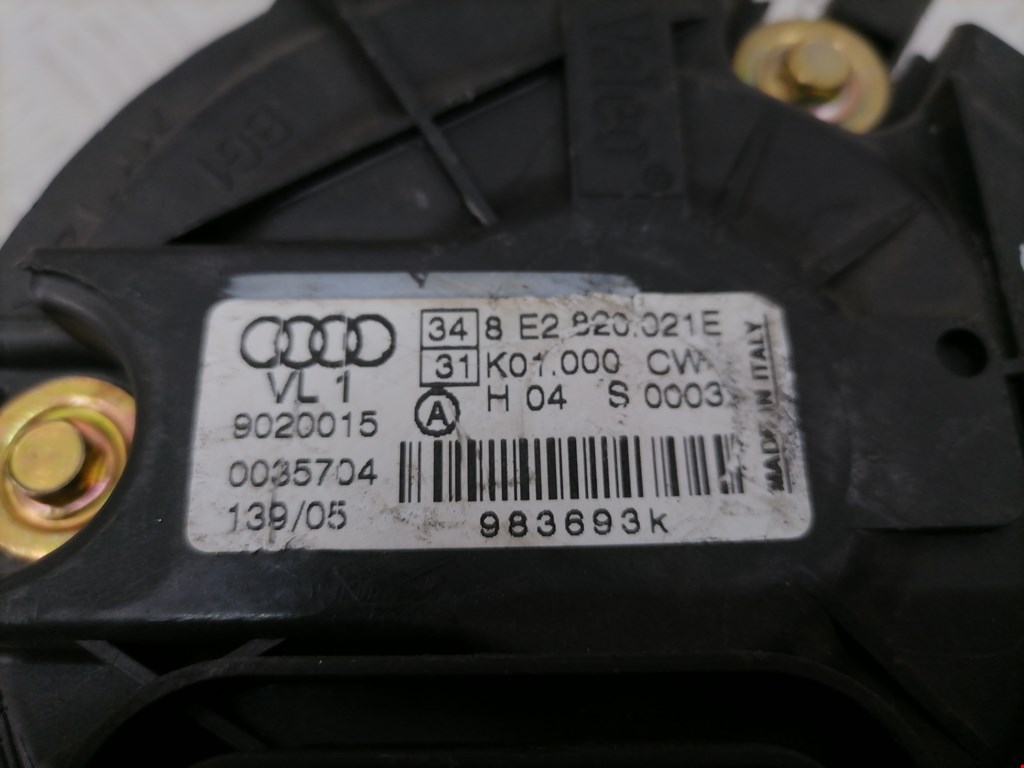 Valeo®
34 8 E2 820.021E
31 K01.000 CW
A H 04 S 0003
VL 1
9020015
0035704
139/05
983693k
MADE IN ITALY